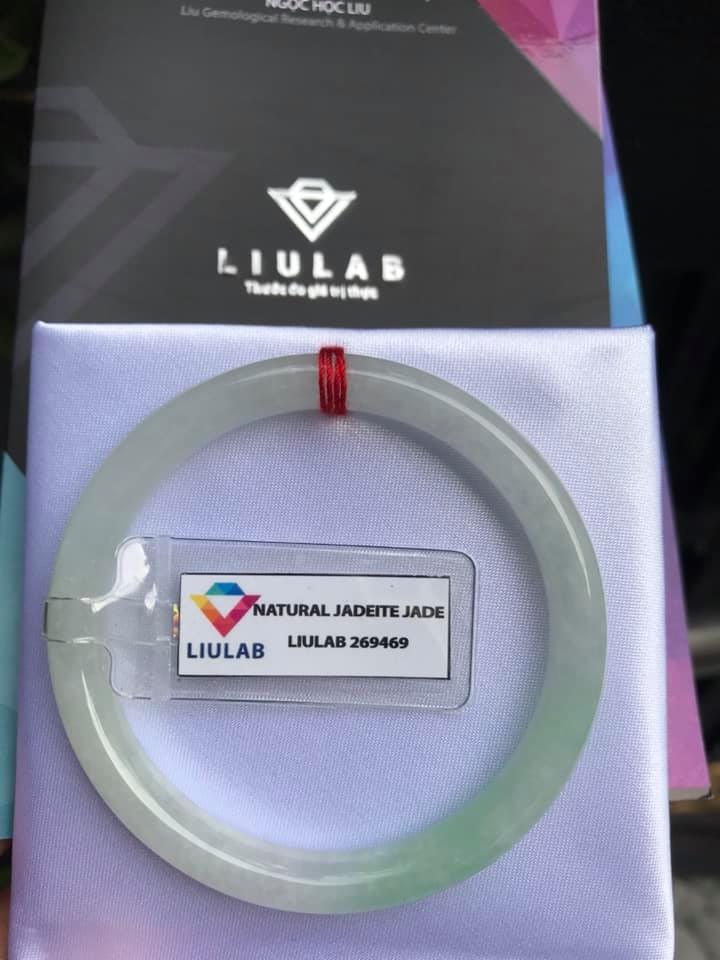 NGỌC HỌC LIU
Liu Gemological Research & Application Center
LIULAB
Thước đo giá trị thực
LIULAB
NATURAL JADEITE JADE
LIULAB 269469